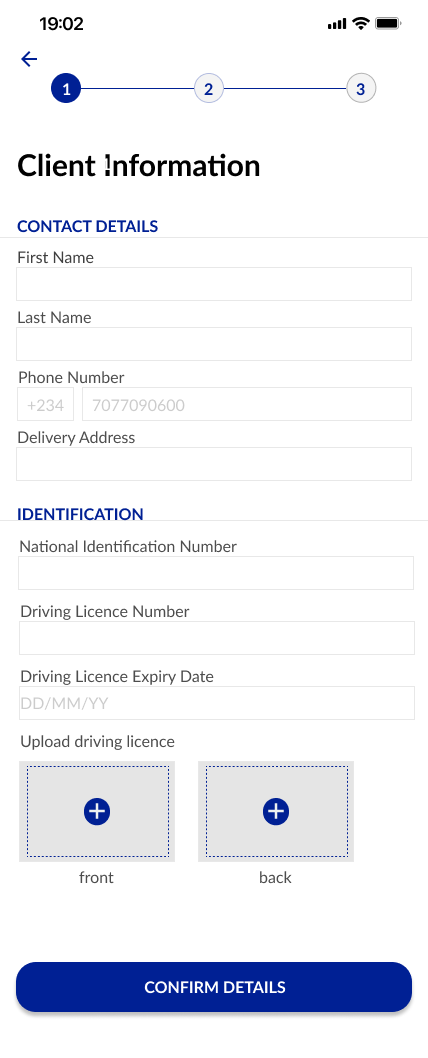 19:02
1 2 3
Client Information
CONTACT DETAILS
First Name
Last Name
Phone Number
+234 7077090600
Delivery Address
IDENTIFICATION
National Identification Number
Driving Licence Number
Driving Licence Expiry Date
DD/MM/YY
Upload driving licence
front back
CONFIRM DETAILS